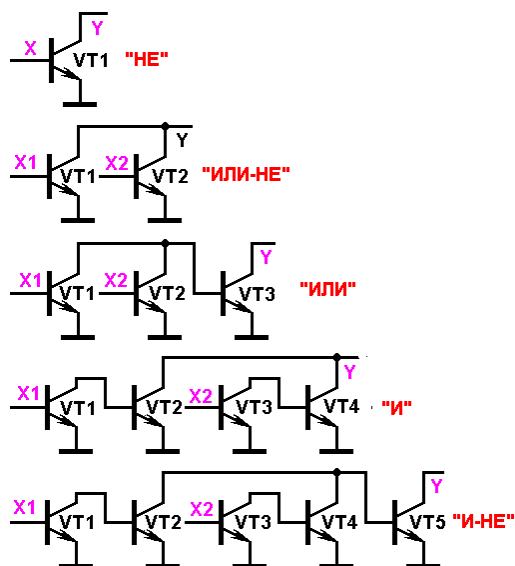 X Y VT1 "НЕ"
X1 VT1 X2 VT2 Y "ИЛИ-НЕ"
X1 VT1 X2 VT2 VT3 Y "ИЛИ"
X1 VT1 VT2 X2 VT3 VT4 Y "И"
X1 VT1 VT2 X2 VT3 VT4 VT5 Y "И-НЕ"